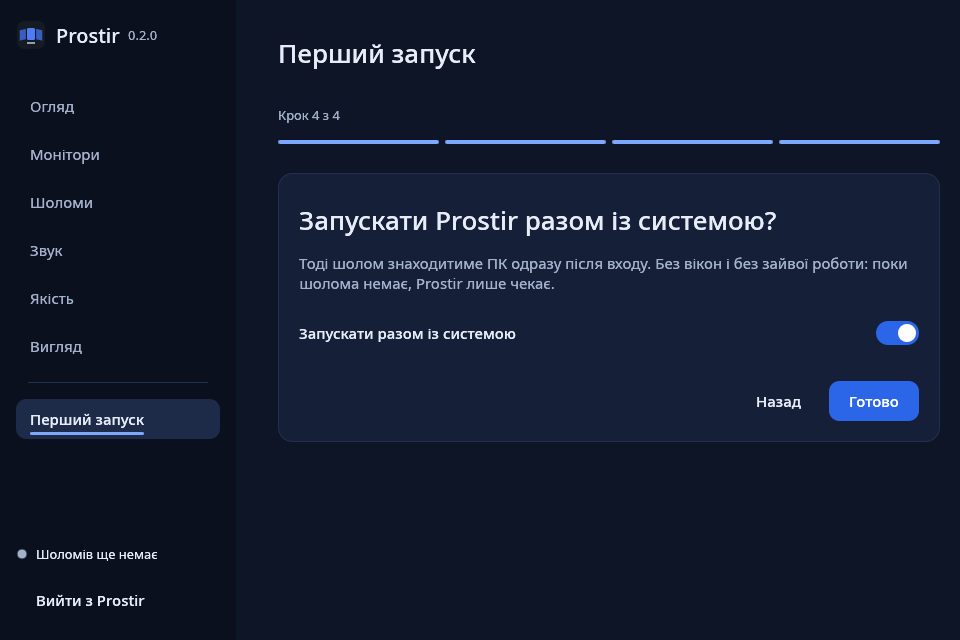 Prostir 0.2.0
Огляд
Монітори
Шоломи
Звук
Якість
Вигляд
Перший запуск
Шоломів ще немає
Вийти з Prostir
Перший запуск
Крок 4 з 4
Запускати Prostir разом із системою?
Тоді шолом знаходитиме ПК одразу після входу. Без вікон і без зайвої роботи: поки
шолома немає, Prostir лише чекає.
Запускати разом із системою
Назад
Готово